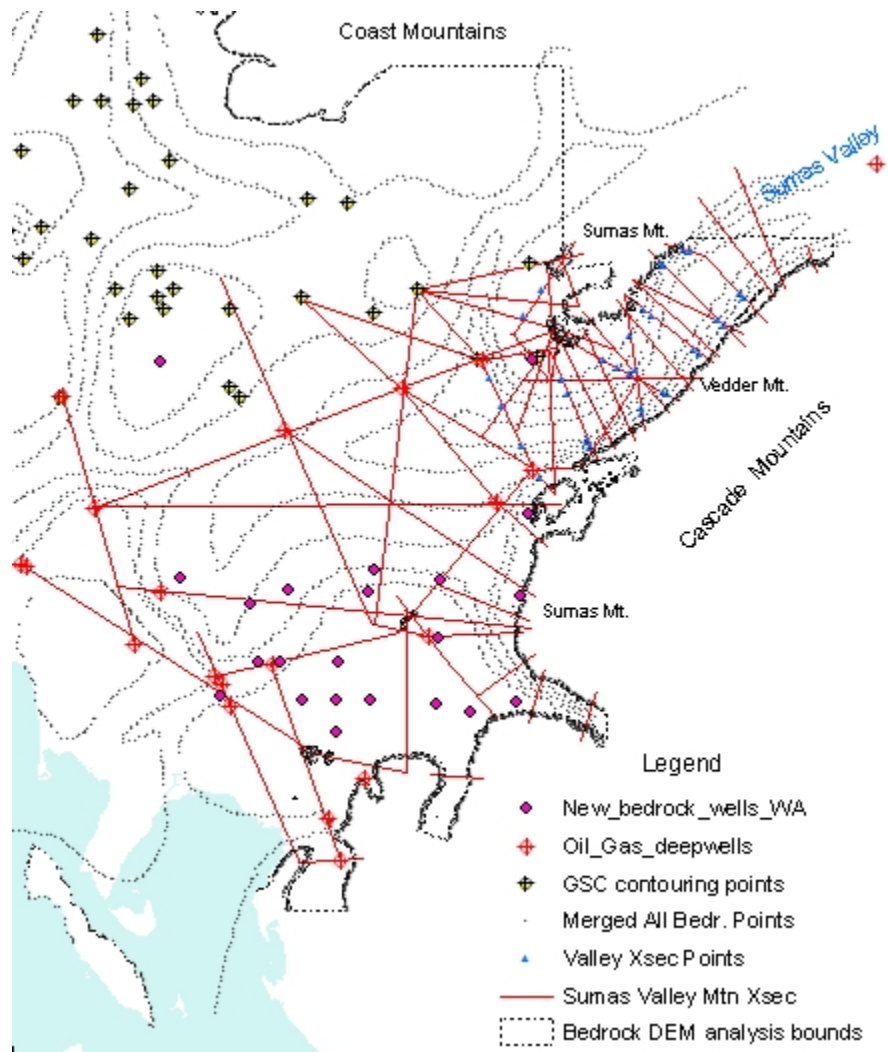 Coast Mountains
Sumas Valley
Sumas Mt.
Vedder Mt.
Cascade Mountains
Sumas Mt.
Legend
New_bedrock_wells_WA
Oil_Gas_deepwells
GSC contouring points
Merged All Bedr. Points
Valley Xsec Points
Sumas Valley Mtn Xsec
Bedrock DEM analysis bounds